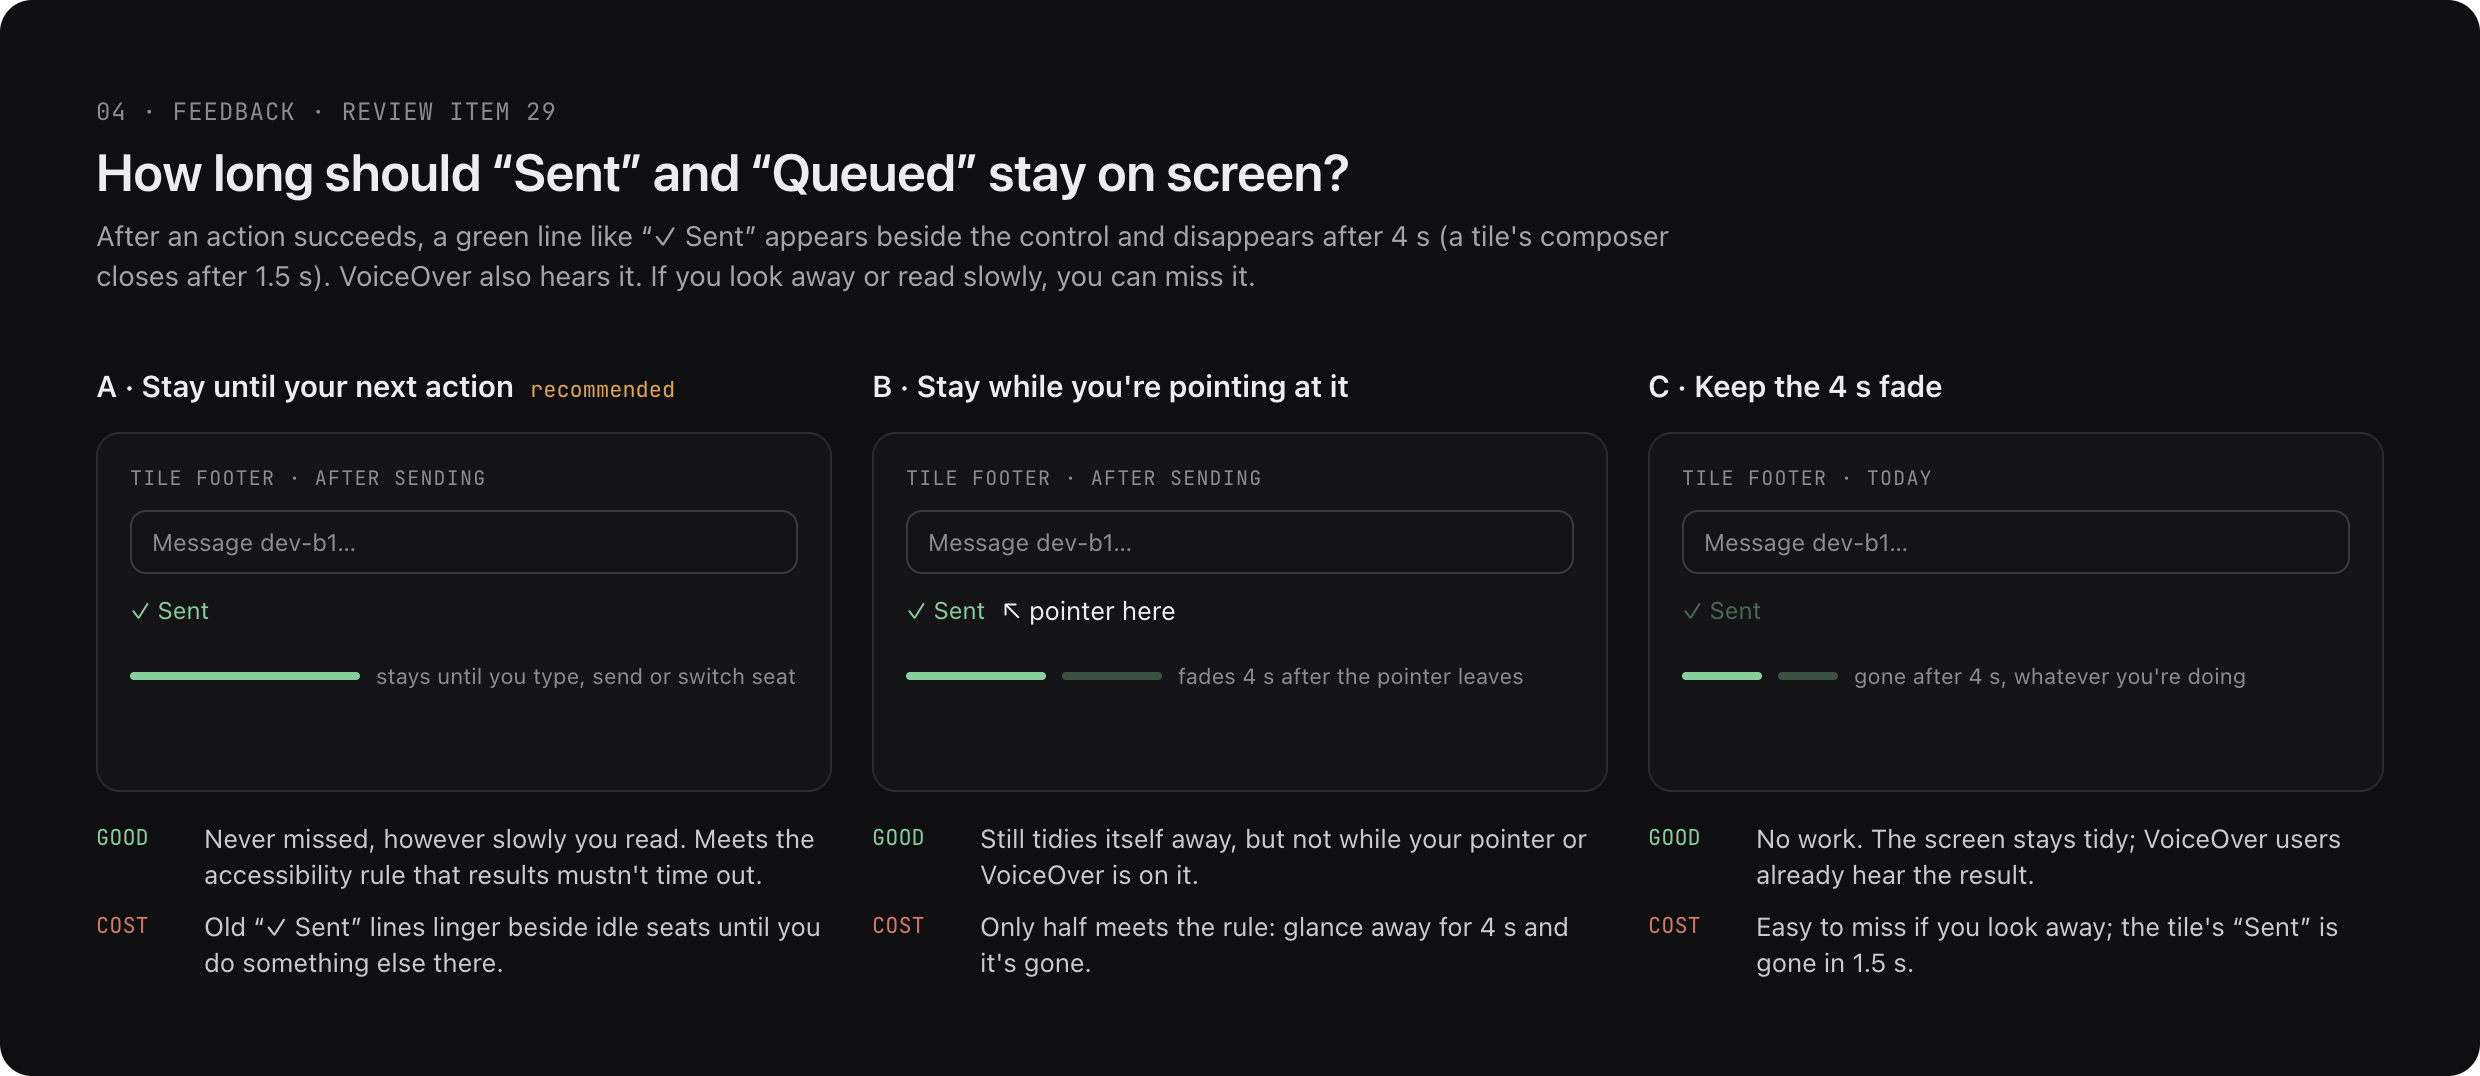 04 · FEEDBACK · REVIEW ITEM 29
How long should “Sent” and “Queued” stay on screen?
After an action succeeds, a green line like “✓ Sent” appears beside the control and disappears after 4 s (a tile's composer
closes after 1.5 s). VoiceOver also hears it. If you look away or read slowly, you can miss it.
A · Stay until your next action recommended
TILE FOOTER · AFTER SENDING
Message dev-b1…
✓ Sent
stays until you type, send or switch seat
GOOD Never missed, however slowly you read. Meets the
accessibility rule that results mustn't time out.
COST Old “✓ Sent” lines linger beside idle seats until you
do something else there.
B · Stay while you're pointing at it
TILE FOOTER · AFTER SENDING
Message dev-b1…
✓ Sent ↖ pointer here
fades 4 s after the pointer leaves
GOOD Still tidies itself away, but not while your pointer or
VoiceOver is on it.
COST Only half meets the rule: glance away for 4 s and
it's gone.
C · Keep the 4 s fade
TILE FOOTER · TODAY
Message dev-b1…
✓ Sent
gone after 4 s, whatever you're doing
GOOD No work. The screen stays tidy; VoiceOver users
already hear the result.
COST Easy to miss if you look away; the tile's “Sent” is
gone in 1.5 s.